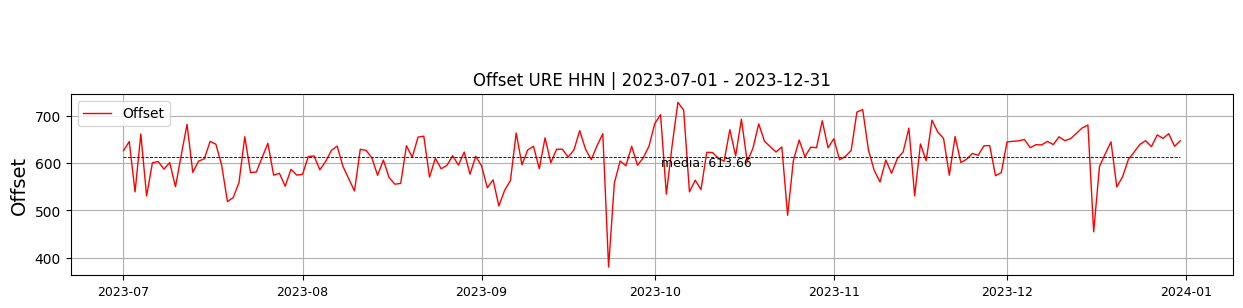 Offset URE HHN | 2023-07-01 - 2023-12-31
Offset
Offset
700
600
500
400
media: 613.66
2023-07
2023-08
2023-09
2023-10
2023-11
2023-12
2024-01